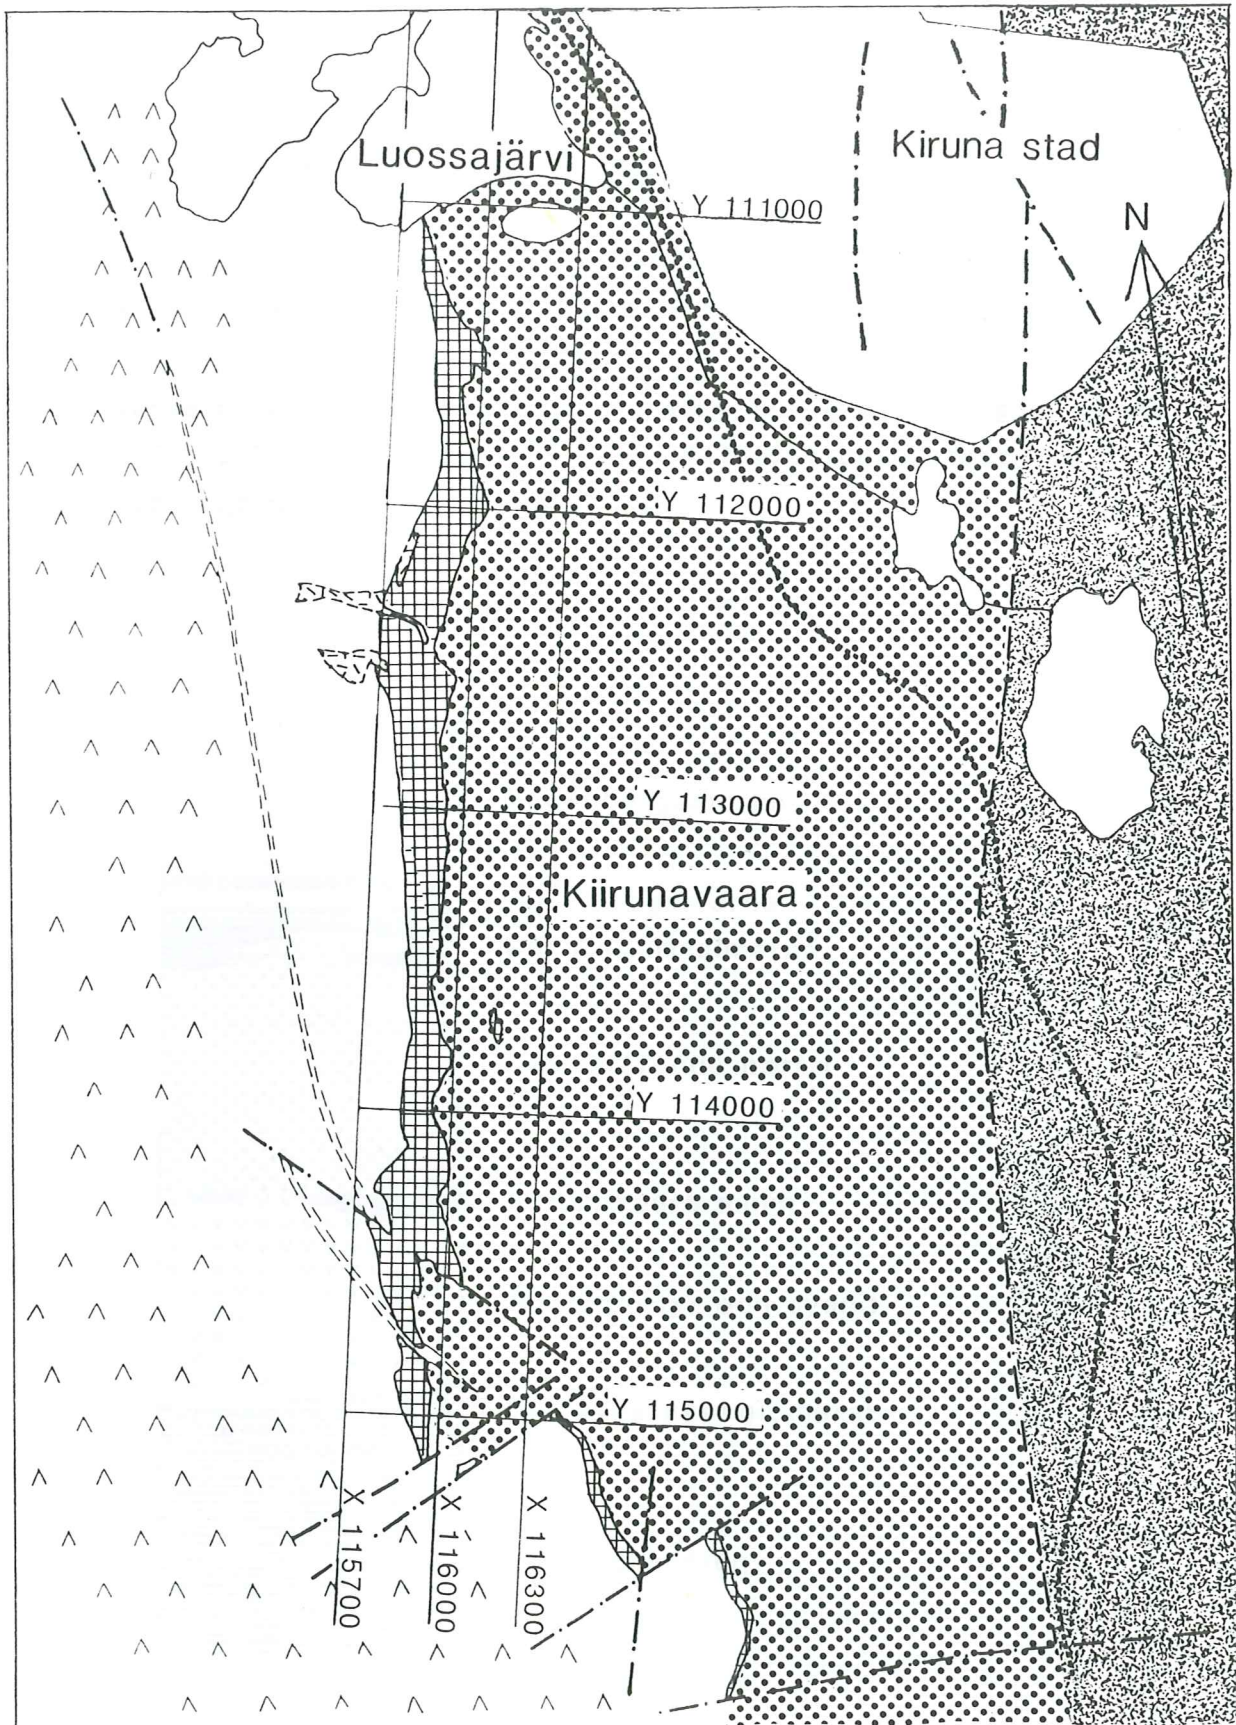 Luossajärvi
Kiruna stad
Y 111000
N
Y 112000
Y 113000
Kiirunavaara
Y 114000
Y 115000
X 115700
X 116000
X 116300